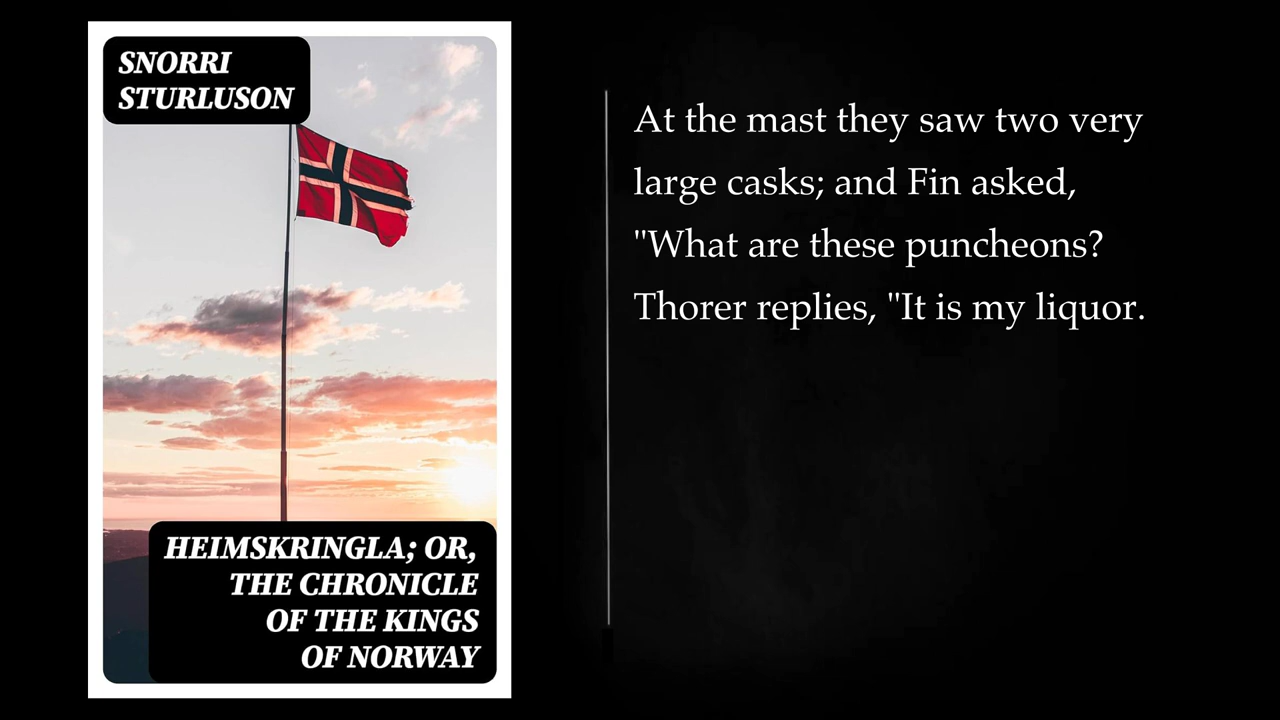 SNORRI
STURLUSON
HEIMSKRINGLA; OR,
THE CHRONICLE
OF THE KINGS
OF NORWAY
At the mast they saw two very
large casks; and Fin asked,
"What are these puncheons?
Thorer replies, "It is my liquor.